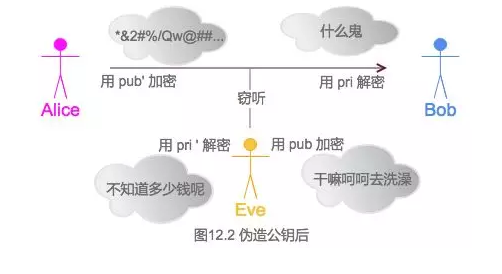 *&2#%/Qw@##...
什么鬼
用 pub' 加密
用 pri 解密
Alice
窃听
Bob
用 pri ' 解密
用 pub 加密
不知道多少钱呢
干嘛呵呵去洗澡
Eve
图12.2 伪造公钥后